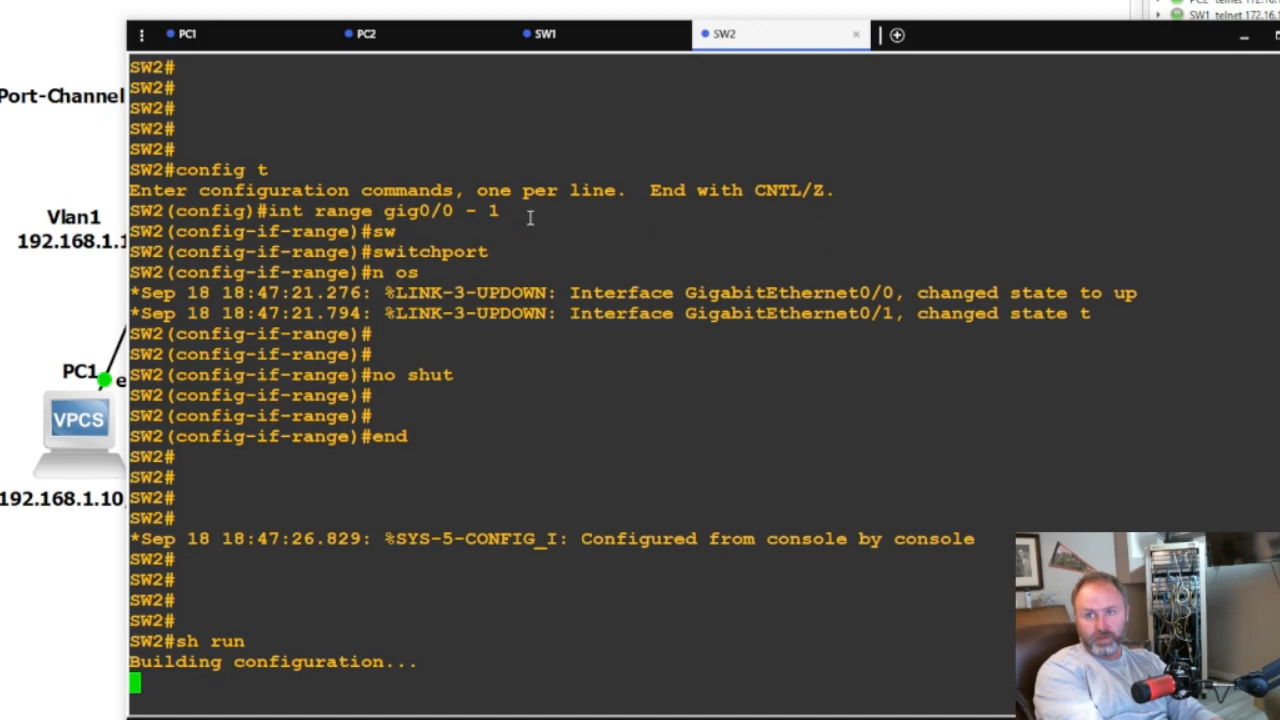 PC2 telnet 172.16.
SW1 telnet 172.16.1
PC1
PC2
SW1
SW2
Port-Channel
Vlan1
192.168.1.1
PC1
e
VPCS
192.168.1.10
SW2#
SW2#
SW2#
SW2#
SW2#
SW2#config t
Enter configuration commands, one per line.  End with CNTL/Z.
SW2(config)#int range gig0/0 - 1
SW2(config-if-range)#sw
SW2(config-if-range)#switchport
SW2(config-if-range)#n os
*Sep 18 18:47:21.276: %LINK-3-UPDOWN: Interface GigabitEthernet0/0, changed state to up
*Sep 18 18:47:21.794: %LINK-3-UPDOWN: Interface GigabitEthernet0/1, changed state t
SW2(config-if-range)#
SW2(config-if-range)#
SW2(config-if-range)#no shut
SW2(config-if-range)#
SW2(config-if-range)#
SW2(config-if-range)#end
SW2#
SW2#
SW2#
SW2#
*Sep 18 18:47:26.829: %SYS-5-CONFIG_I: Configured from console by console
SW2#
SW2#
SW2#
SW2#
SW2#sh run
Building configuration...